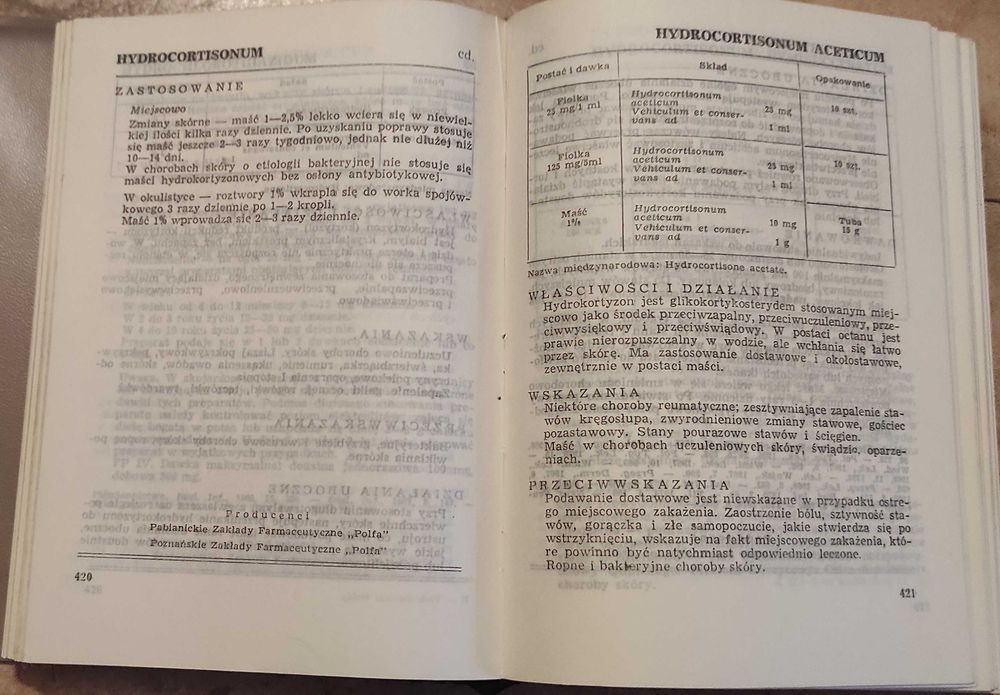 HYDROCORTISONUM cd.
ZASTOSOWANIE
Miejscowo
Zmiany skórne — maść 1—2,5% lekko wciera się w niewiel-
kiej ilości kilka razy dziennie. Po uzyskaniu poprawy stosuje
się maść jeszcze 2—3 razy tygodniowo, jednak nie dłużej niż
10—14 dni.
W chorobach skóry o etiologii bakteryjnej nie stosuje się
maści hydrokortyzonowych bez osłony antybiotykowej.
W okulistyce — roztwory 1% wkrapla się do worka spojów-
kowego 3 razy dziennie po 1—2 kropli.
Maść 1% wprowadza się 2—3 razy dziennie.
Producenci
Pabianickie Zakłady Farmaceutyczne „Polfa"
Poznańskie Zakłady Farmaceutyczne „Polfa"
420
HYDROCORTISONUM ACETICUM
Postać i dawka Skład Opakowanie
Fiolka
25 mg/1 ml
Hydrocortisonum
aceticum 25 mg
Vehiculum et conser-
vans ad 1 ml
10 szt.
Fiolka
125 mg/5ml
Hydrocortisonum
aceticum 25 mg
Vehiculum et conser-
vans ad 1 ml
10 szt.
Maść
1%
Hydrocortisonum
aceticum 10 mg
Vehiculum et conser-
vans ad 1 g
Tuba
15 g
Nazwa międzynarodowa: Hydrocortisone acetate.
WŁAŚCIWOŚCI I DZIAŁANIE
Hydrokortyzon jest glikokortykosterydem stosowanym miej-
scowo jako środek przeciwzapalny, przeciwuczuleniowy, prze-
ciwwysiękowy i przeciwświądowy. W postaci octanu jest
prawie nierozpuszczalny w wodzie, ale wchłania się łatwo
przez skórę. Ma zastosowanie dostawowe i okołostawowe,
zewnętrznie w postaci maści.
WSKAZANIA
Niektóre choroby reumatyczne; zesztywniające zapalenie sta-
wów kręgosłupa, zwyrodnieniowe zmiany stawowe, gościec
pozastawowy. Stany pourazowe stawów i ścięgien.
Maść w chorobach uczuleniowych skóry, świądzie, oparze-
niach.
PRZECIWWSKAZANIA
Podawanie dostawowe jest niewskazane w przypadku ostre-
go miejscowego zakażenia. Zaostrzenie bólu, sztywność sta-
wów, gorączka i złe samopoczucie, jakie stwierdza się po
wstrzyknięciu, wskazuje na fakt miejscowego zakażenia, któ-
re powinno być natychmiast odpowiednio leczone.
Ropne i bakteryjne choroby skóry.
421